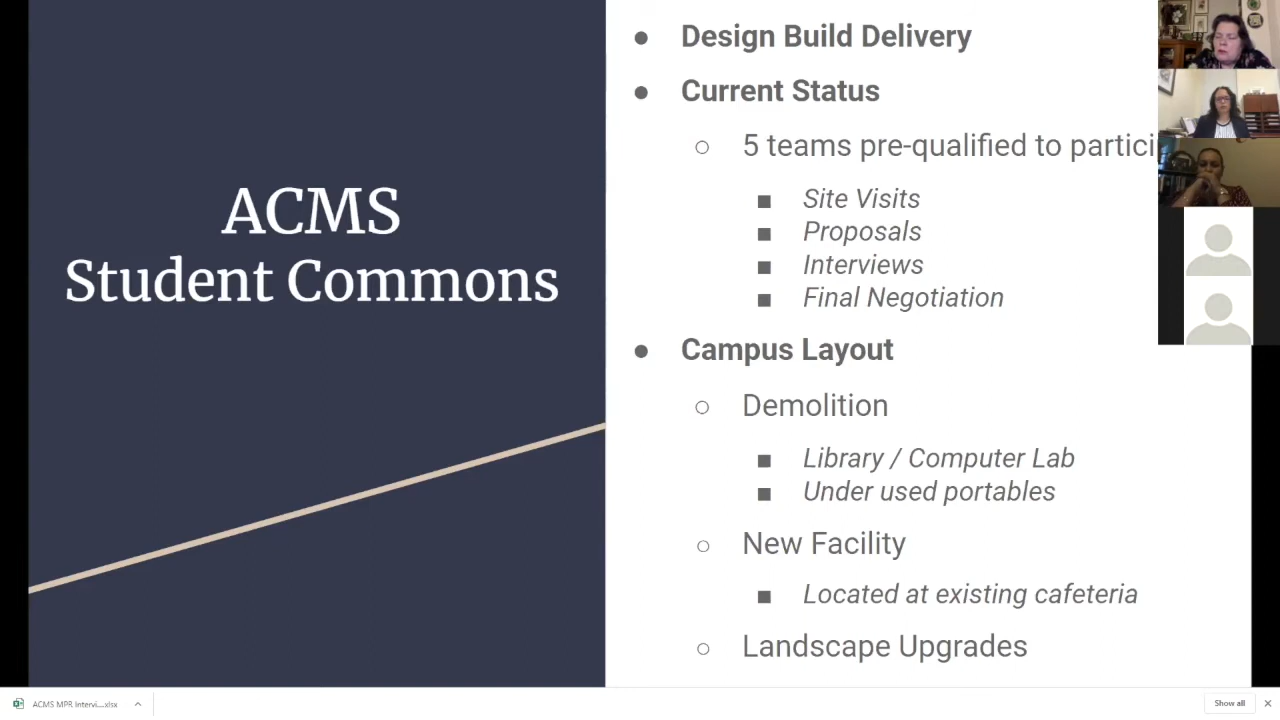 ACMS
Student Commons
Design Build Delivery
Current Status
5 teams pre-qualified to partici
Site Visits
Proposals
Interviews
Final Negotiation
Campus Layout
Demolition
Library / Computer Lab
Under used portables
New Facility
Located at existing cafeteria
Landscape Upgrades
ACMS MPR Intervi....xlsx
Show all